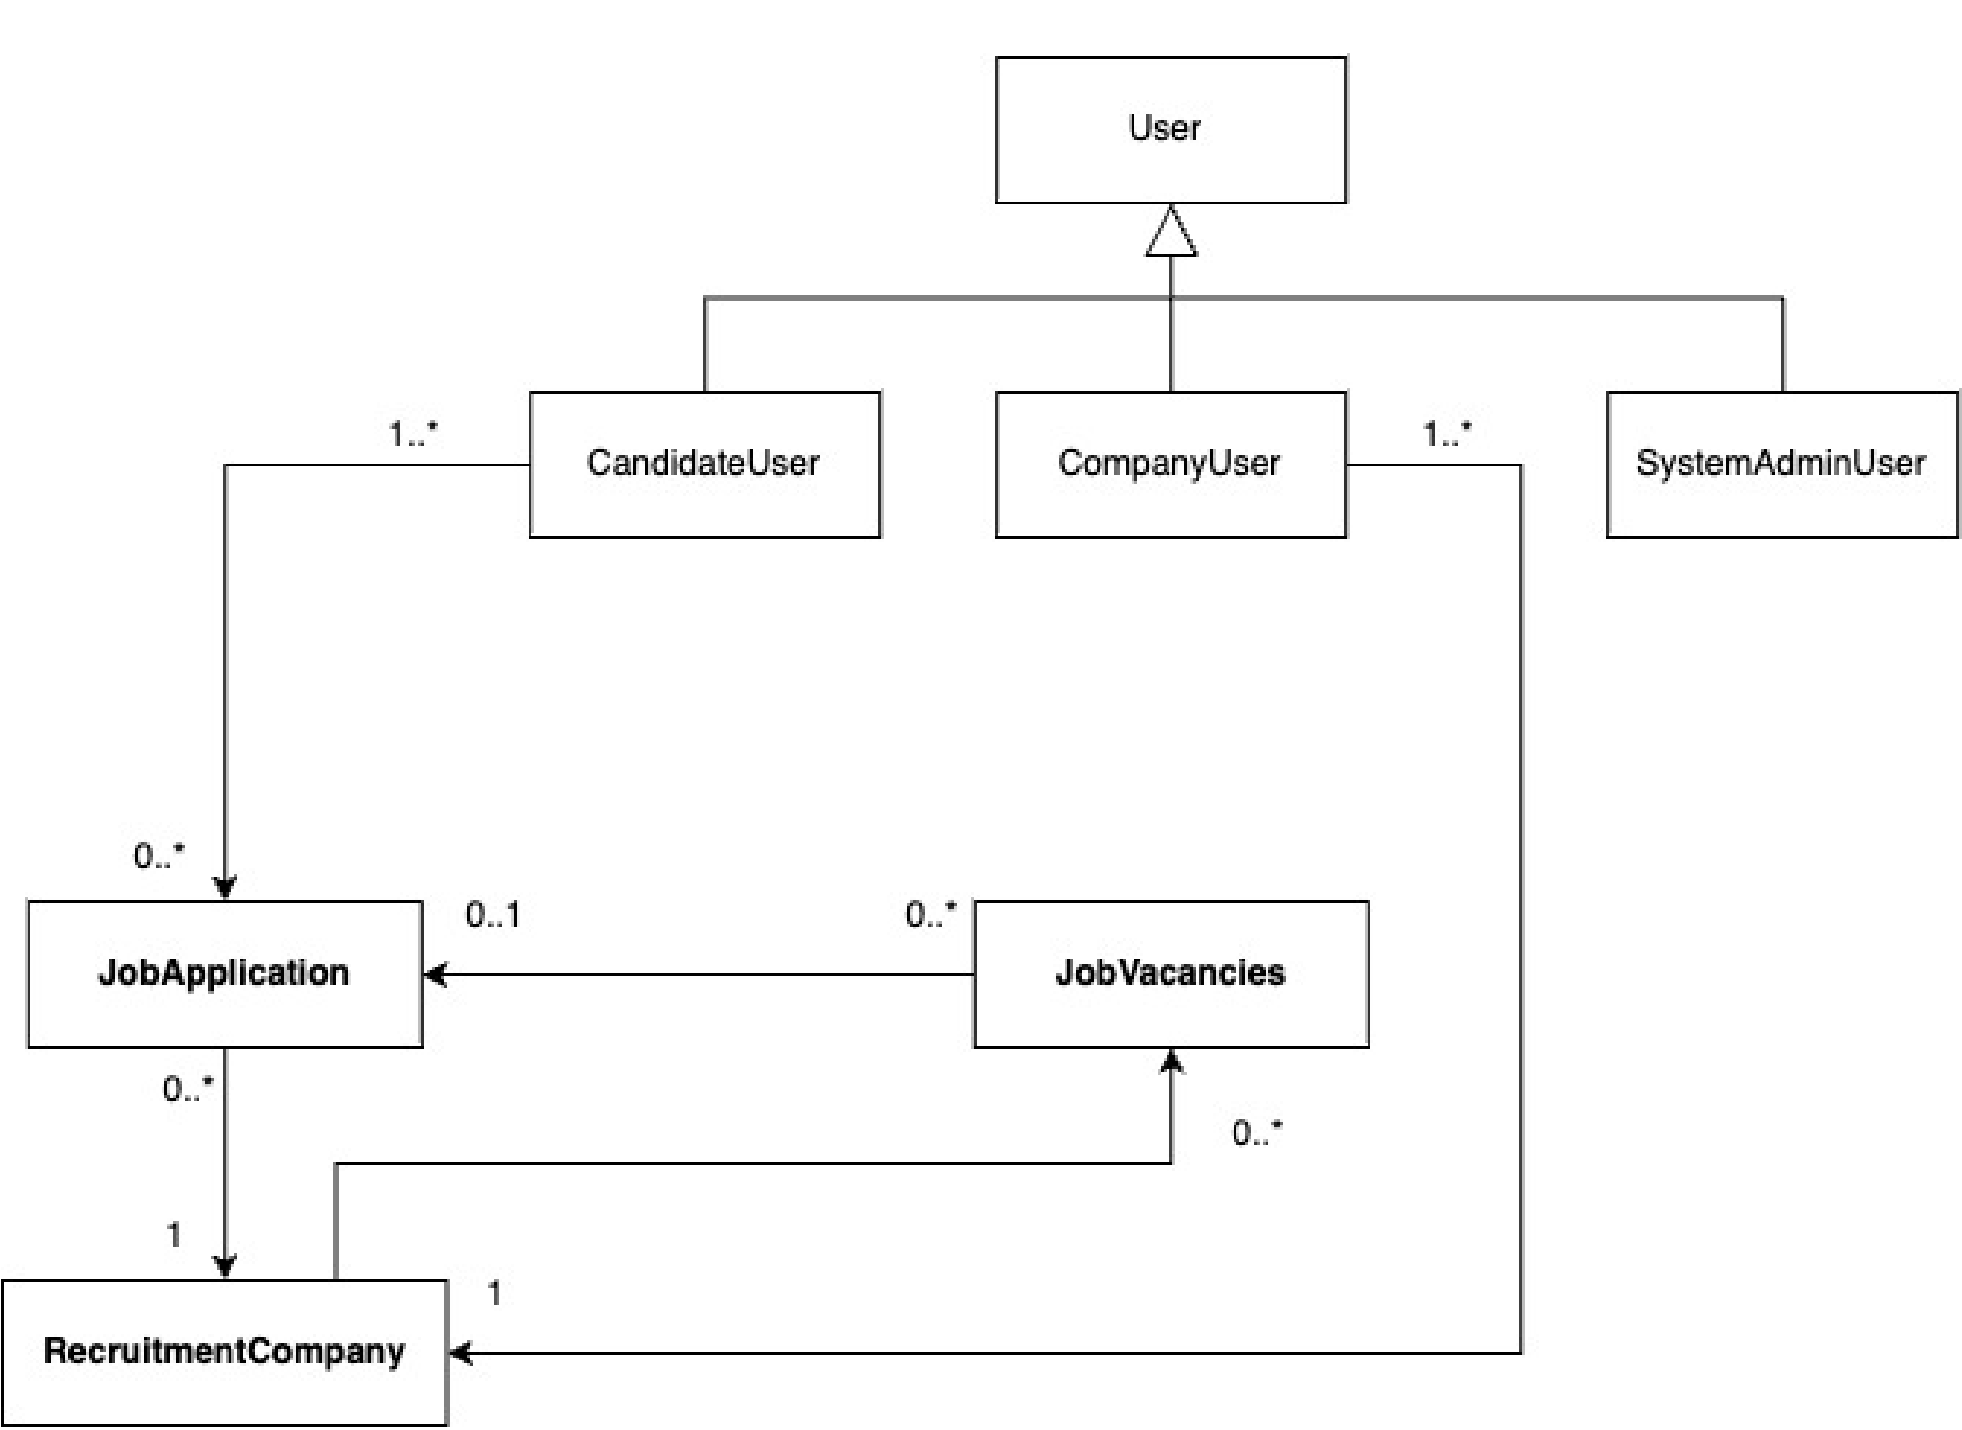 User
1..*
1..*
CandidateUser
CompanyUser
SystemAdminUser
0..*
0..1
0..*
JobApplication
JobVacancies
0..*
0..*
1
1
RecruitmentCompany